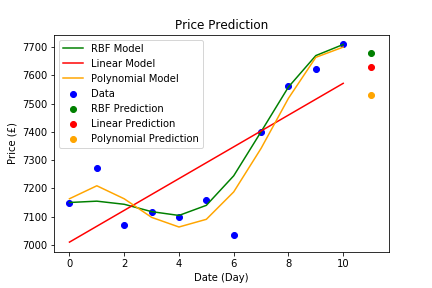 Price Prediction
RBF Model
Linear Model
Polynomial Model
Data
RBF Prediction
Linear Prediction
Polynomial Prediction
Price (£)
7700
7600
7500
7400
7300
7200
7100
7000
0 2 4 6 8 10
Date (Day)